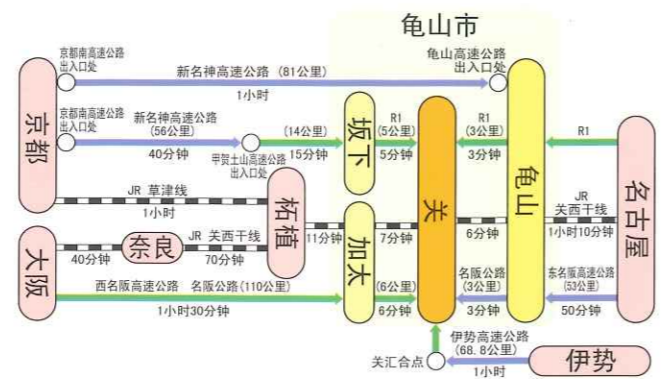 龟山市
京都南高速公路
出入口处
新名神高速公路 (81公里)
1小时
龟山高速公路
出入口处
京都南高速公路
出入口处
新名神高速公路
(56公里)
40分钟
甲贺土山高速公路
出入口处
(14公里)
15分钟
坂下
R1
(5公里)
5分钟
R1
(3公里)
3分钟
R1
京都
关
龟山
名古屋
JR 草津线
1小时
柘植
11分钟
加太
7分钟
6分钟
JR
关西干线
1小时10分钟
大阪
40分钟
奈良
JR 关西干线
70分钟
西名阪高速公路 名阪公路(110公里)
1小时30分钟
(6公里)
6分钟
名阪公路
(3公里)
3分钟
东名阪高速公路
(53公里)
50分钟
关汇合点
伊势高速公路
(68.8公里)
1小时
伊势